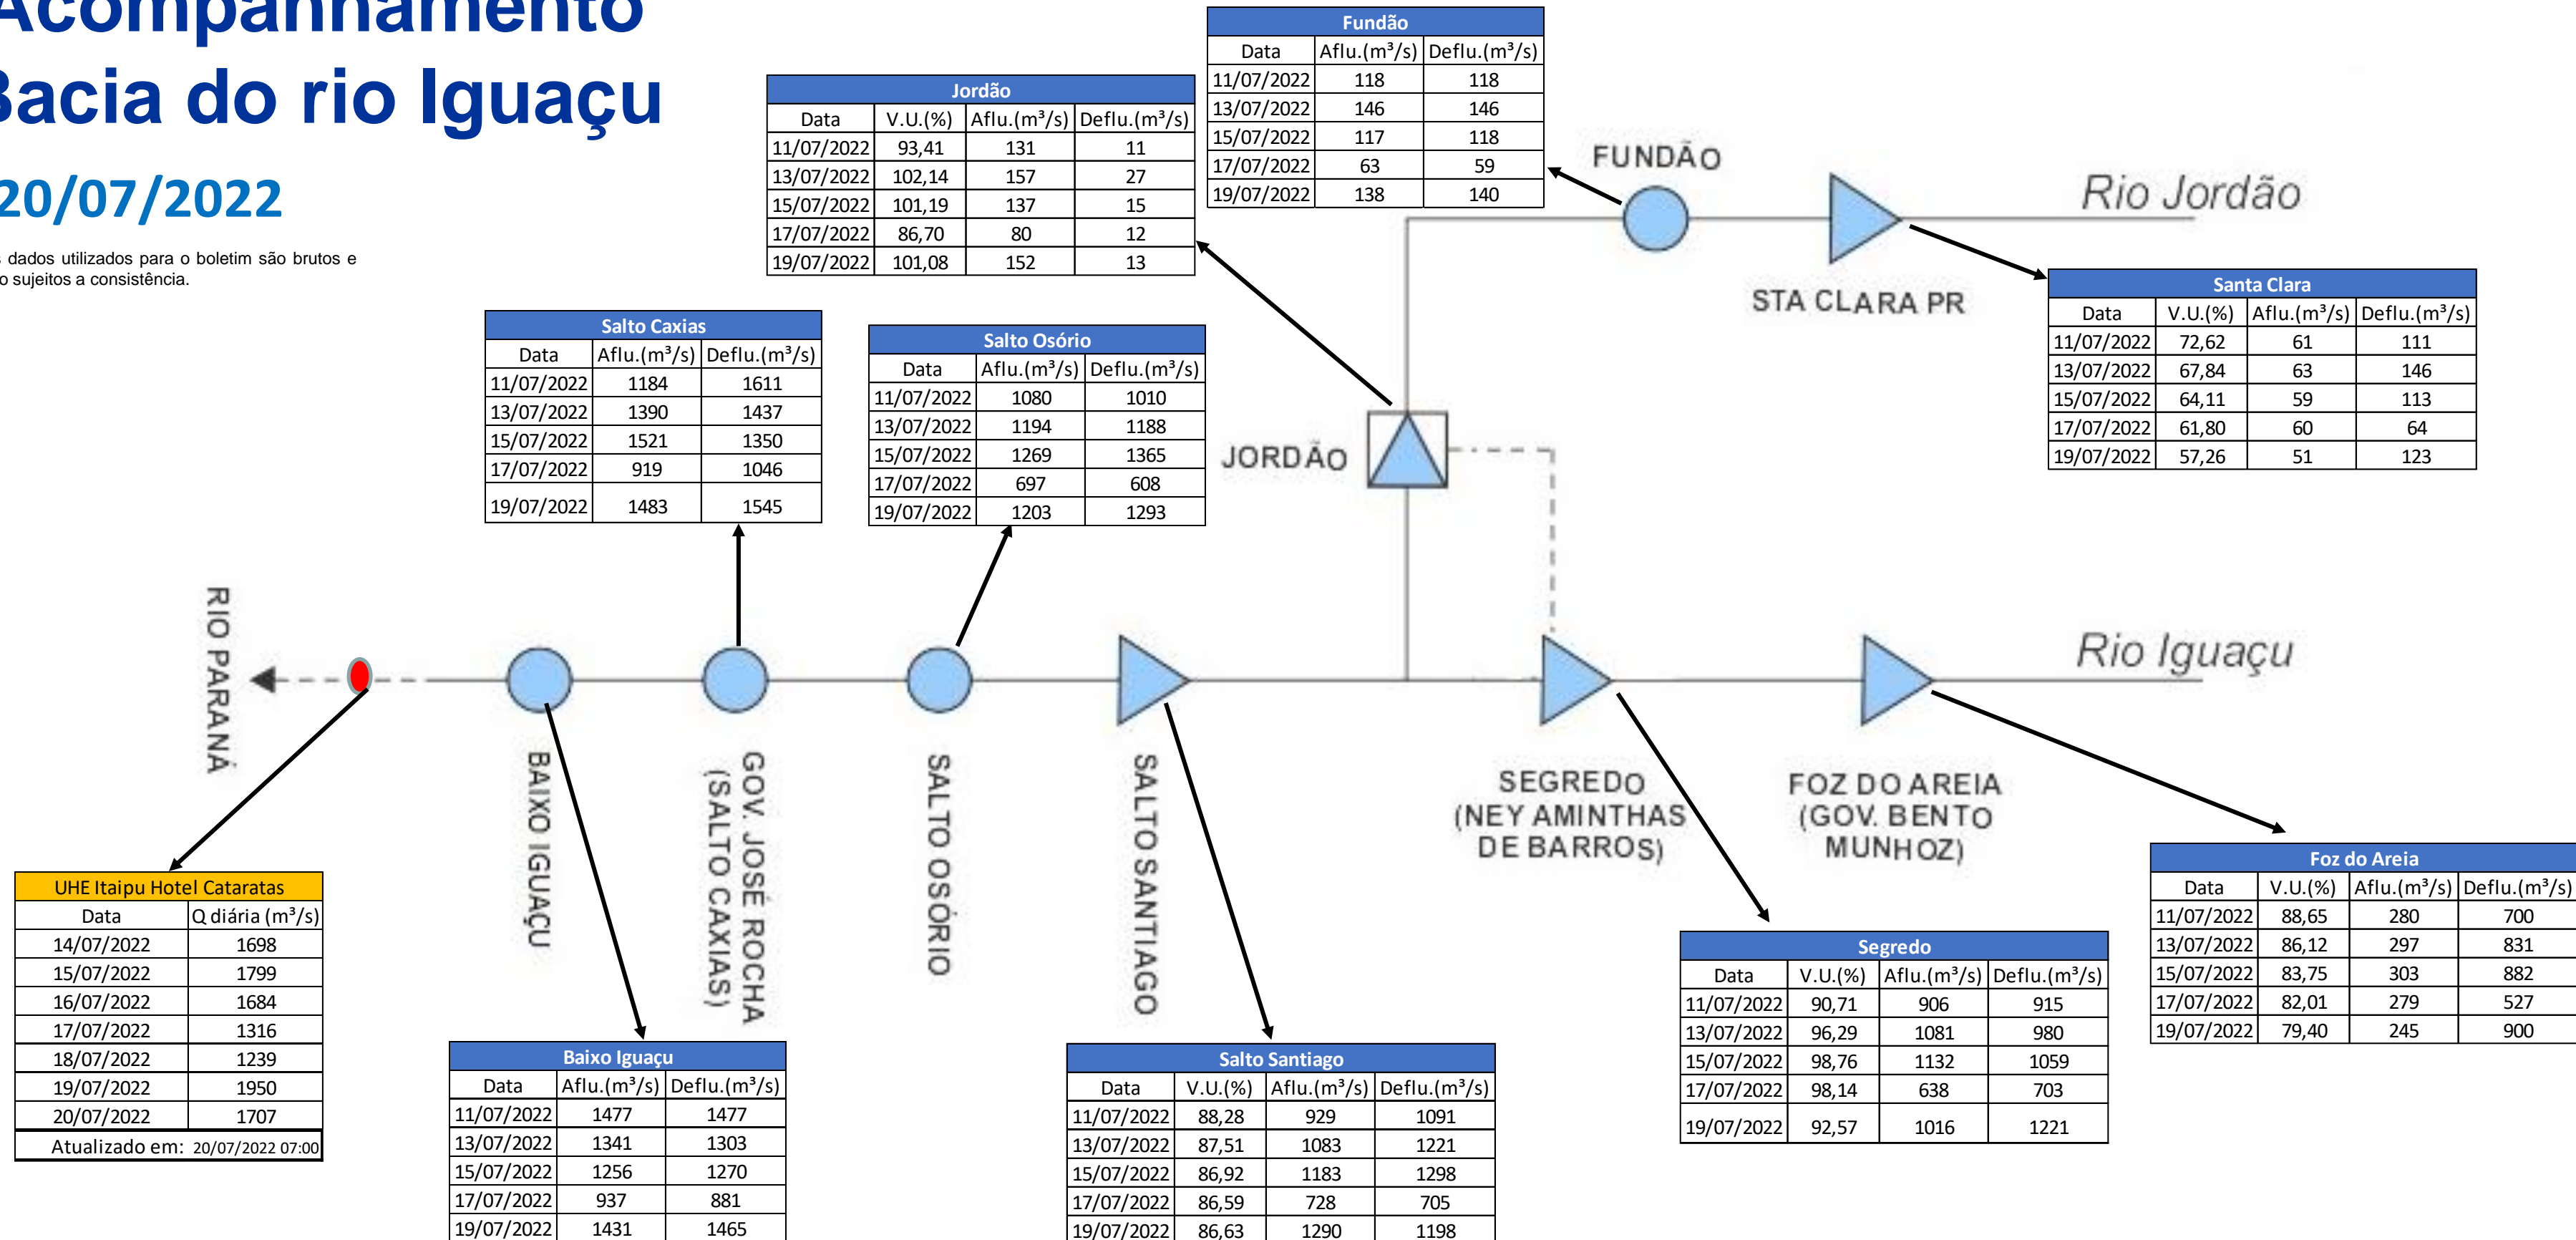 Acompanhamento
Bacia do rio Iguaçu
20/07/2022
dados utilizados para o boletim são brutos e
sujeitos a consistência.
Fundão
Data Aflu.(m³/s) Deflu.(m³/s)
11/07/2022 118 118
13/07/2022 146 146
15/07/2022 117 118
17/07/2022 63 59
19/07/2022 138 140
Jordão
Data V.U.(%) Aflu.(m³/s) Deflu.(m³/s)
11/07/2022 93,41 131 11
13/07/2022 102,14 157 27
15/07/2022 101,19 137 15
17/07/2022 86,70 80 12
19/07/2022 101,08 152 13
FUNDÃO
Rio Jordão
STA CLARA PR
Santa Clara
Data V.U.(%) Aflu.(m³/s) Deflu.(m³/s)
11/07/2022 72,62 61 111
13/07/2022 67,84 63 146
15/07/2022 64,11 59 113
17/07/2022 61,80 60 64
19/07/2022 57,26 51 123
Salto Caxias
Data Aflu.(m³/s) Deflu.(m³/s)
11/07/2022 1184 1611
13/07/2022 1390 1437
15/07/2022 1521 1350
17/07/2022 919 1046
19/07/2022 1483 1545
Salto Osório
Data Aflu.(m³/s) Deflu.(m³/s)
11/07/2022 1080 1010
13/07/2022 1194 1188
15/07/2022 1269 1365
17/07/2022 697 608
19/07/2022 1203 1293
JORDÃO
RIO PARANÁ
Rio Iguaçu
BAIXO IGUAÇU
GOV. JOSÉ ROCHA
(SALTO CAXIAS)
SALTO OSÓRIO
SALTO SANTIAGO
SEGREDO
(NEY AMINTHAS
DE BARROS)
FOZ DO AREIA
(GOV. BENTO
MUNHOZ)
UHE Itaipu Hotel Cataratas
Data Q diária (m³/s)
14/07/2022 1698
15/07/2022 1799
16/07/2022 1684
17/07/2022 1316
18/07/2022 1239
19/07/2022 1950
20/07/2022 1707
Atualizado em: 20/07/2022 07:00
Baixo Iguaçu
Data Aflu.(m³/s) Deflu.(m³/s)
11/07/2022 1477 1477
13/07/2022 1341 1303
15/07/2022 1256 1270
17/07/2022 937 881
19/07/2022 1431 1465
Salto Santiago
Data V.U.(%) Aflu.(m³/s) Deflu.(m³/s)
11/07/2022 88,28 929 1091
13/07/2022 87,51 1083 1221
15/07/2022 86,92 1183 1298
17/07/2022 86,59 728 705
19/07/2022 86,63 1290 1198
Segredo
Data V.U.(%) Aflu.(m³/s) Deflu.(m³/s)
11/07/2022 90,71 906 915
13/07/2022 96,29 1081 980
15/07/2022 98,76 1132 1059
17/07/2022 98,14 638 703
19/07/2022 92,57 1016 1221
Foz do Areia
Data V.U.(%) Aflu.(m³/s) Deflu.(m³/s)
11/07/2022 88,65 280 700
13/07/2022 86,12 297 831
15/07/2022 83,75 303 882
17/07/2022 82,01 279 527
19/07/2022 79,40 245 900